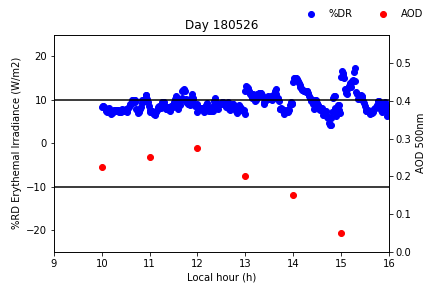 %DR AOD
Day 180526
%RD Erythemal Irradiance (W/m2)
20
10
0
−10
−20
0.5
0.4
0.3
0.2
0.1
0.0
AOD 500nm
9 10 11 12 13 14 15 16
Local hour (h)